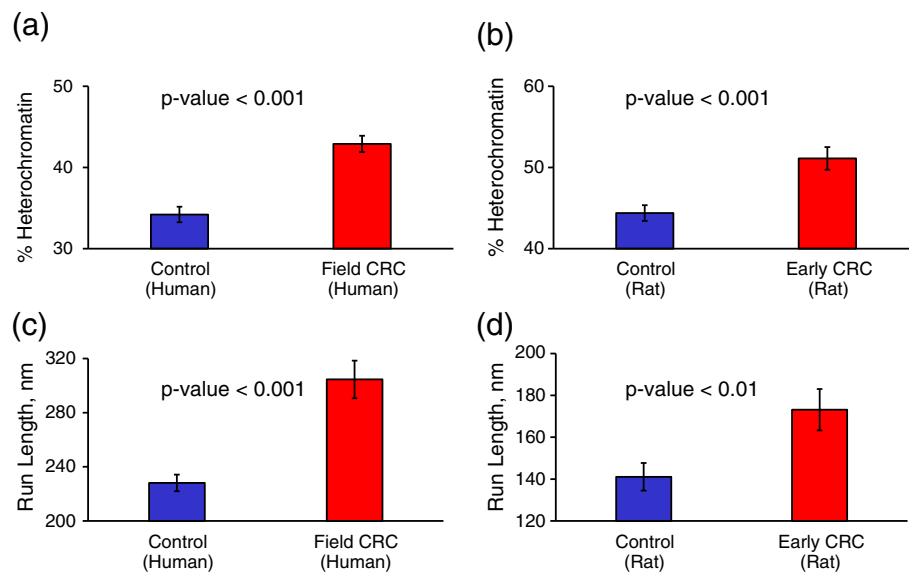 (a)
% Heterochromatin
50
40
30
p-value < 0.001
Control
(Human)
Field CRC
(Human)
(b)
% Heterochromatin
60
50
40
p-value < 0.001
Control
(Rat)
Early CRC
(Rat)
(c)
Run Length, nm
320
280
240
200
p-value < 0.001
Control
(Human)
Field CRC
(Human)
(d)
Run Length, nm
200
180
160
140
120
p-value < 0.01
Control
(Rat)
Early CRC
(Rat)